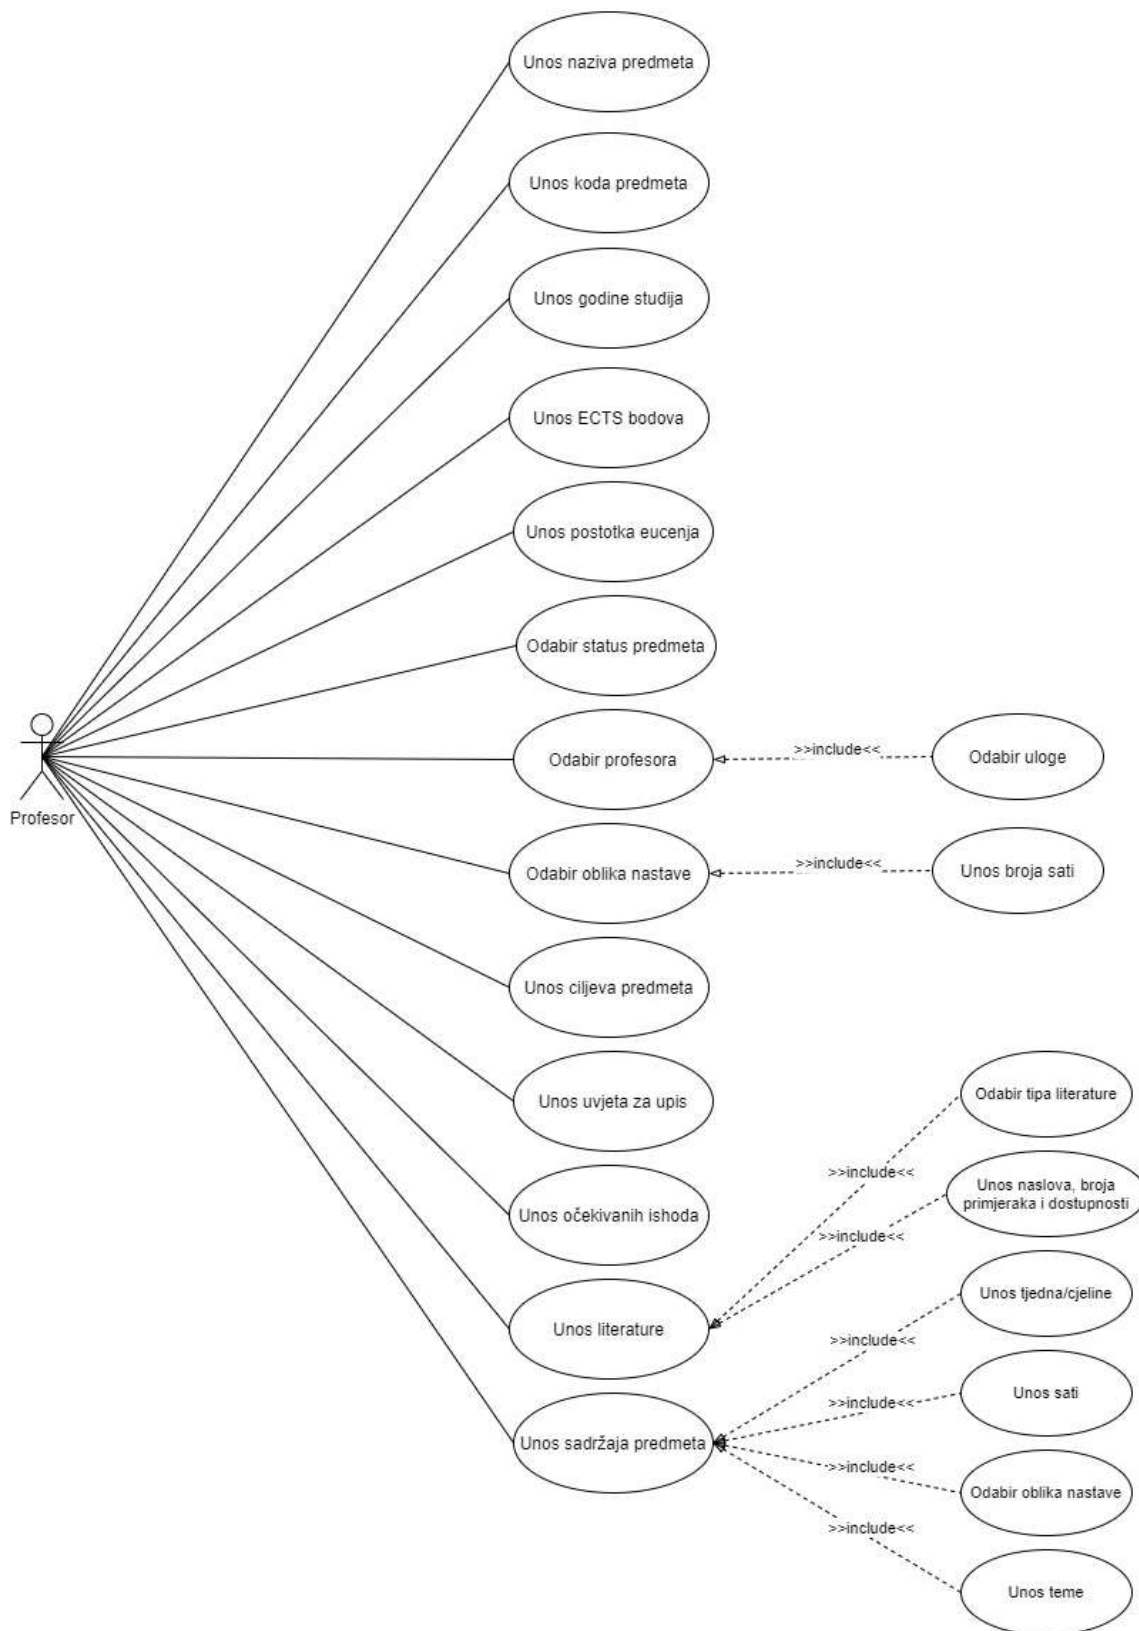 Unos naziva predmeta
Unos koda predmeta
Unos godine studija
Unos ECTS bodova
Unos postotka eucenja
Odabir status predmeta
Profesor
Odabir profesora
>>include<<
Odabir uloge
Odabir oblika nastave
>>include<<
Unos broja sati
Unos ciljeva predmeta
Unos uvjeta za upis
Unos očekivanih ishoda
Unos literature
>>include<<
Odabir tipa literature
>>include<<
Unos naslova, broja
primjeraka i dostupnosti
Unos sadržaja predmeta
>>include<<
Unos tjedna/cjeline
>>include<<
Unos sati
>>include<<
Odabir oblika nastave
>>include<<
Unos teme